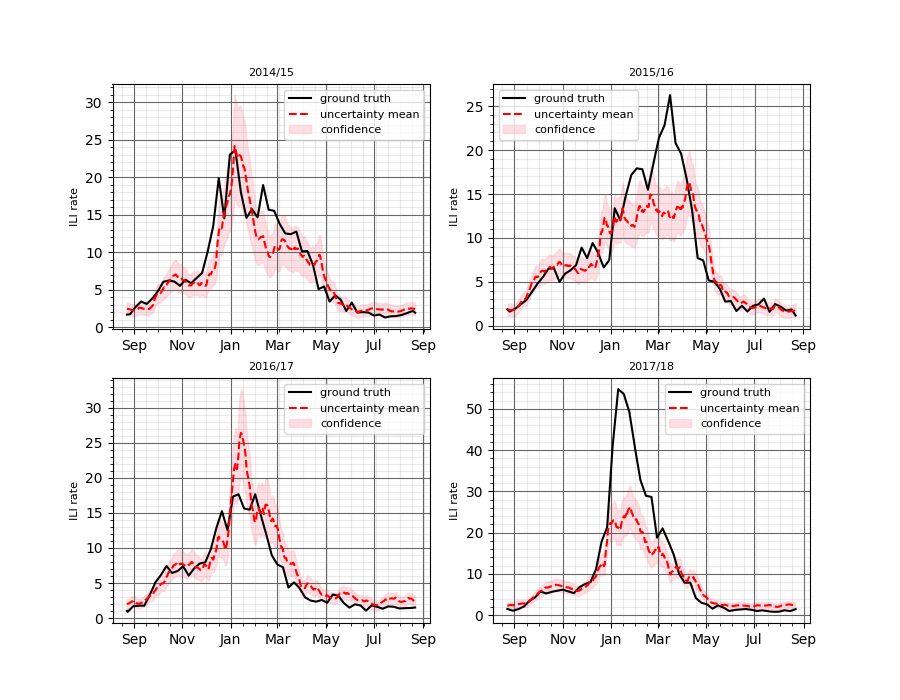 2014/15
ILI rate
30
25
20
15
10
5
0
Sep Nov Jan Mar May Jul Sep
ground truth
uncertainty mean
confidence
2015/16
ILI rate
25
20
15
10
5
0
Sep Nov Jan Mar May Jul Sep
ground truth
uncertainty mean
confidence
2016/17
ILI rate
30
25
20
15
10
5
0
Sep Nov Jan Mar May Jul Sep
ground truth
uncertainty mean
confidence
2017/18
ILI rate
50
40
30
20
10
0
Sep Nov Jan Mar May Jul Sep
ground truth
uncertainty mean
confidence